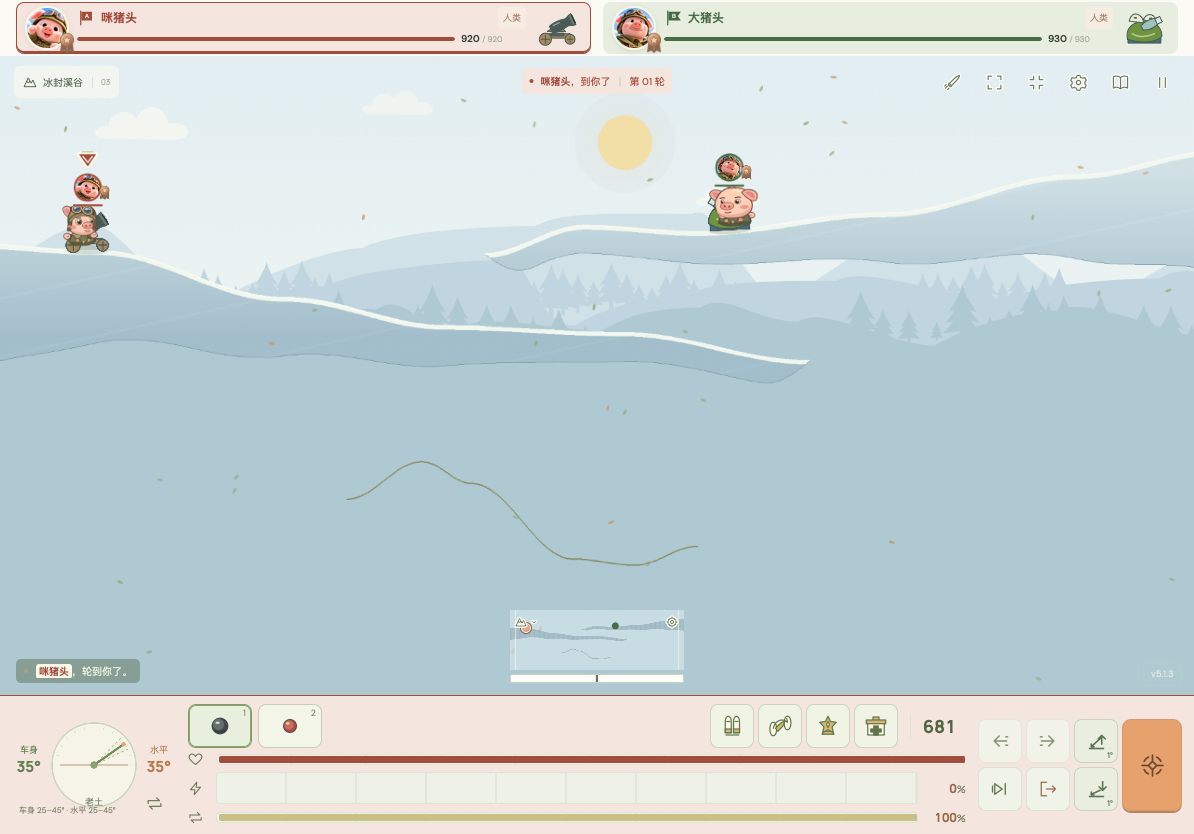 A 咪猪头 人类
920 / 920
B 大猪头 人类
930 / 930
冰封溪谷 | 03
咪猪头，到你了 | 第 01 轮
咪猪头，轮到你了。
v5.1.3
1
2
681
车身
35°
水平
35°
老土
车身 25–45° · 水平 25–45°
0%
100%
1°
1°